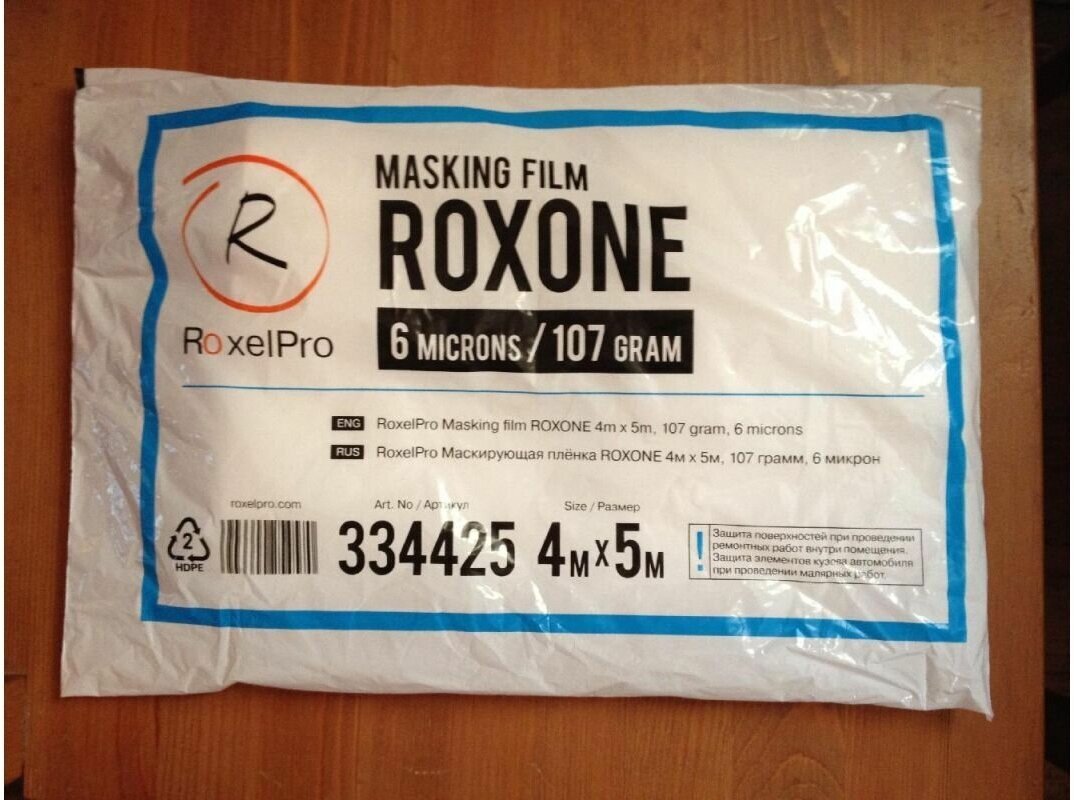 R
RoxelPro
MASKING FILM
ROXONE
6 MICRONS / 107 GRAM
ENG RoxelPro Masking film ROXONE 4m x 5m, 107 gram, 6 microns
RUS RoxelPro Маскирующая плёнка ROXONE 4м x 5м, 107 грамм, 6 микрон
roxelpro.com
Art. No / Артикул
Size / Размер
2
HDPE
334425
4м x 5м
!
Защита поверхностей при проведении
ремонтных работ внутри помещения.
Защита элементов кузова автомобиля
при проведении малярных работ.